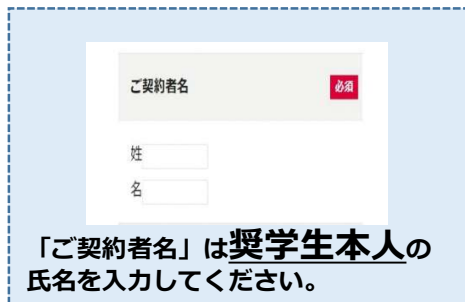 ご契約者名 必須
姓
名
「ご契約者名」は奨学生本人の
氏名を入力してください。